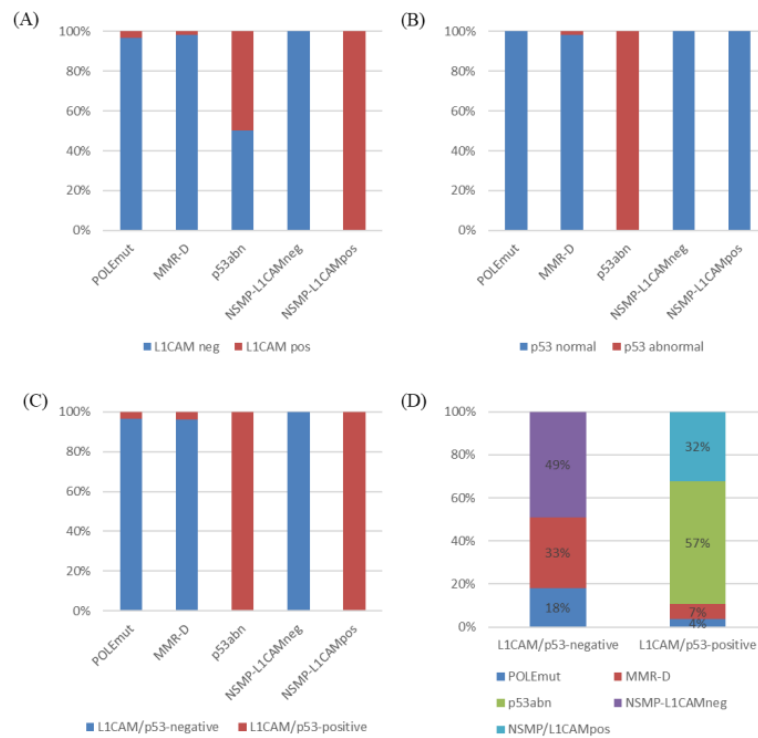 (A)
100%
80%
60%
40%
20%
0%
POLEmut
MMR-D
p53abn
NSMP-L1CAMneg
NSMP-L1CAMpos
L1CAM neg
L1CAM pos
(B)
100%
80%
60%
40%
20%
0%
POLEmut
MMR-D
p53abn
NSMP-L1CAMneg
NSMP-L1CAMpos
p53 normal
p53 abnormal
(C)
100%
80%
60%
40%
20%
0%
POLEmut
MMR-D
p53abn
NSMP-L1CAMneg
NSMP-L1CAMpos
L1CAM/p53-negative
L1CAM/p53-positive
(D)
100%
80%
60%
40%
20%
0%
49%
33%
18%
32%
57%
7%
4%
L1CAM/p53-negative
L1CAM/p53-positive
POLEmut
MMR-D
p53abn
NSMP-L1CAMneg
NSMP/L1CAMpos